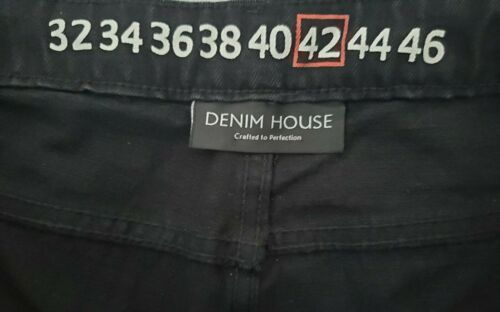 32 34 36 38 40 42 44 46
DENIM HOUSE
Crafted to Perfection